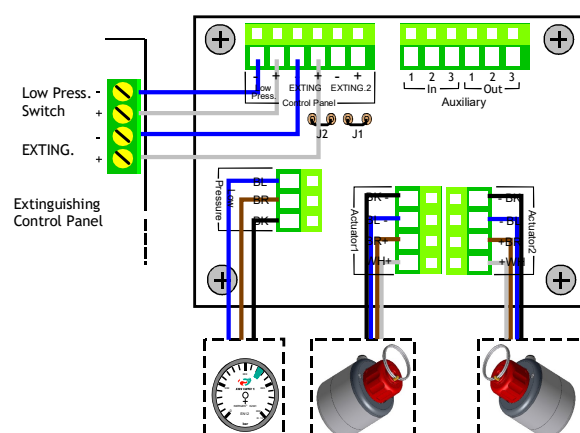 Low Press. -
Switch +
-
EXTING. +
Extinguishing
Control Panel
- + - + - +
Low
Press.
EXTING
EXTING.2
Control Panel
J2 J1
1 2 3 1 2 3
In Out
Auxiliary
Low
Pressure
BL
BR
BK
Actuator1
BK -
BL -
BR+
WH+
- BK
- BL
+BR
+WH
Actuator2
bar